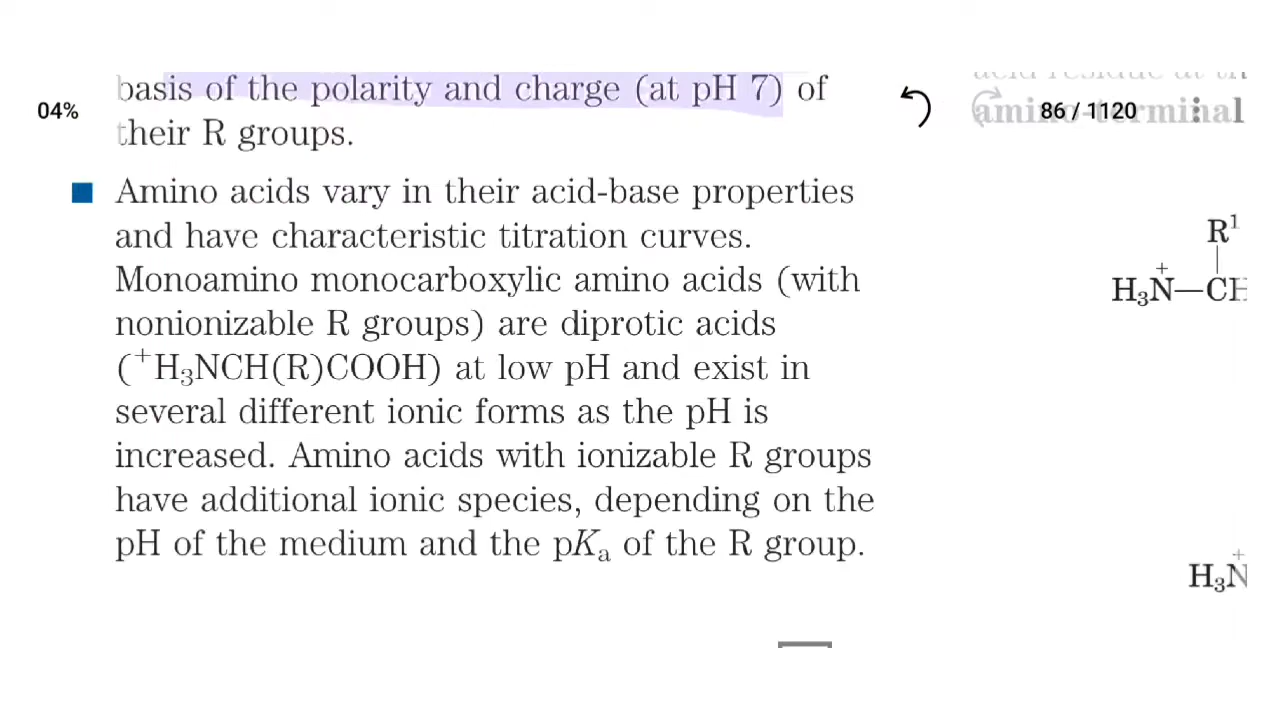 basis of the polarity and charge (at pH 7) of
their R groups.
04%
86 / 1120
amino-terminal
■ Amino acids vary in their acid-base properties
and have characteristic titration curves.
Monoamino monocarboxylic amino acids (with
nonionizable R groups) are diprotic acids
(⁺H₃NCH(R)COOH) at low pH and exist in
several different ionic forms as the pH is
increased. Amino acids with ionizable R groups
have additional ionic species, depending on the
pH of the medium and the pKₐ of the R group.
R¹
H₃N⁺—CH
H₃N⁺